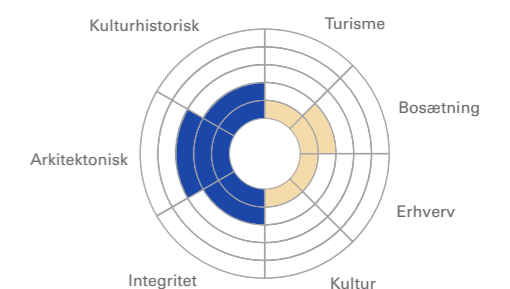 Kulturhistorisk
Turisme
Bosætning
Arkitektonisk
Erhverv
Integritet
Kultur